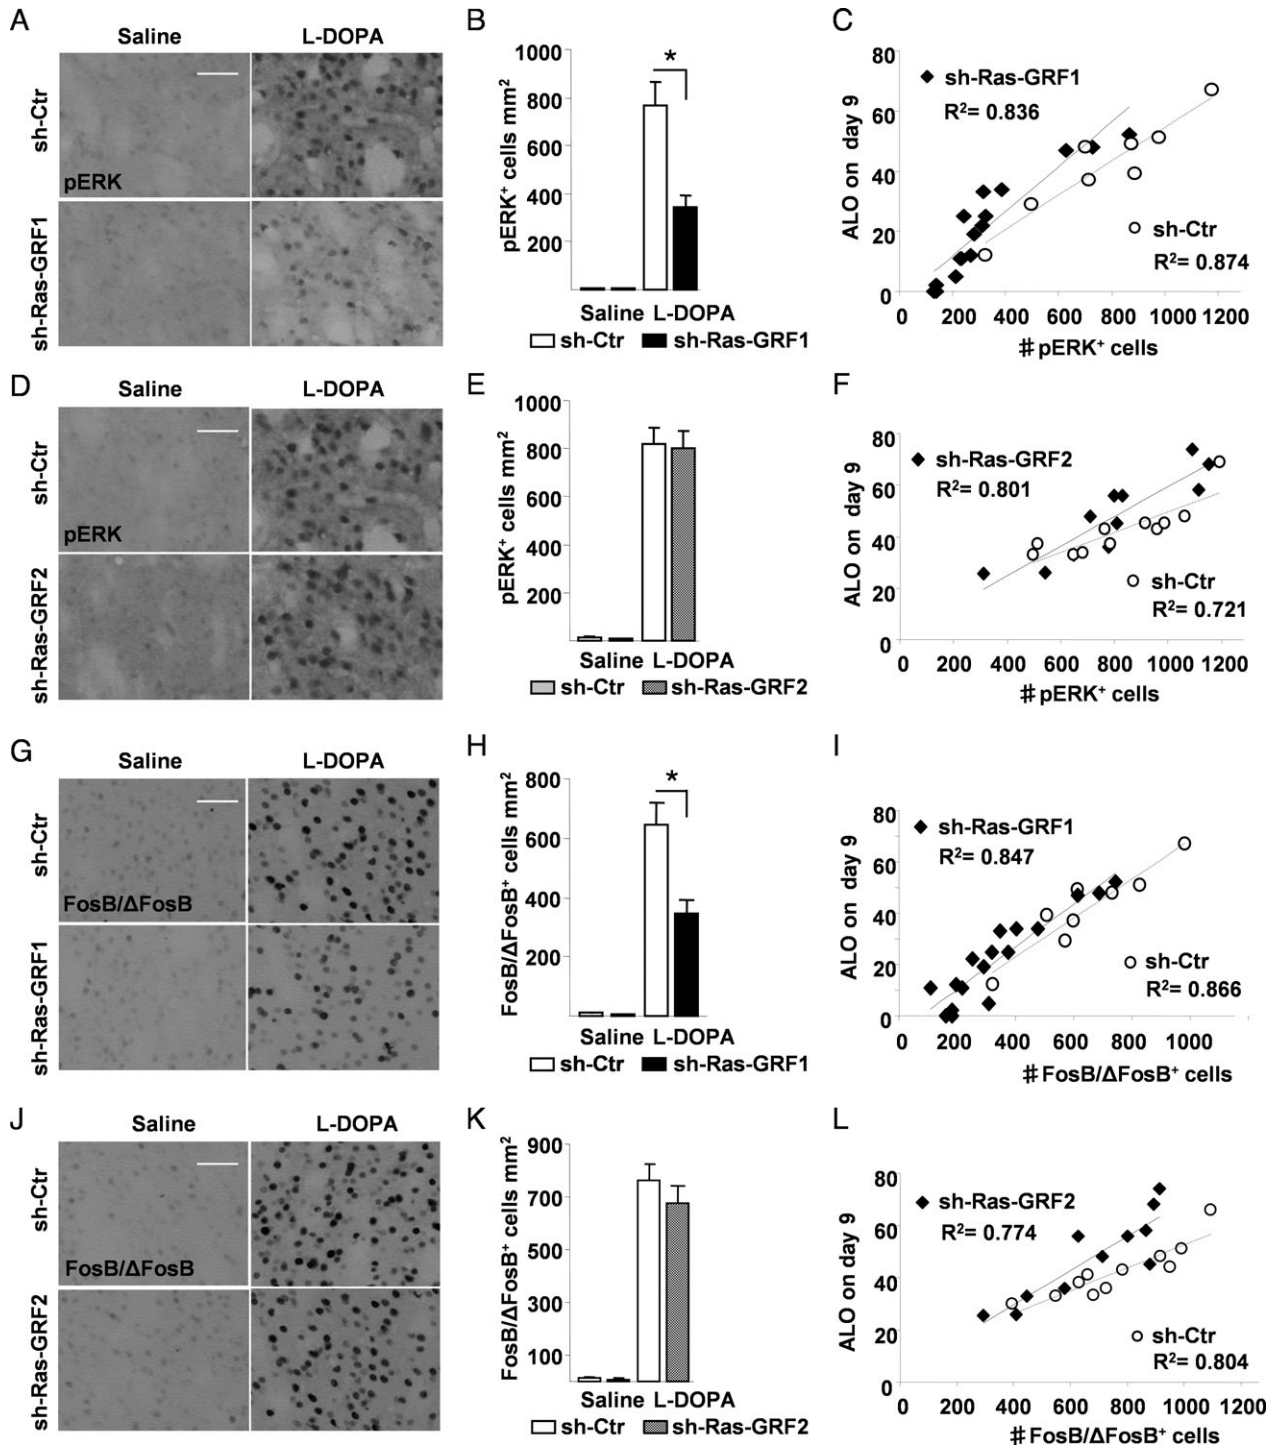 A
Saline
L-DOPA
sh-Ctr
pERK
sh-Ras-GRF1
B
pERK⁺ cells mm²
1000
800
600
400
200
*
Saline L-DOPA
sh-Ctr sh-Ras-GRF1
C
ALO on day 9
80
60
40
20
0
sh-Ras-GRF1
R²= 0.836
sh-Ctr
R²= 0.874
0 200 400 600 800 1000 1200
# pERK⁺ cells
D
Saline
L-DOPA
sh-Ctr
pERK
sh-Ras-GRF2
E
pERK⁺ cells mm²
1000
800
600
400
200
Saline L-DOPA
sh-Ctr sh-Ras-GRF2
F
ALO on day 9
80
60
40
20
0
sh-Ras-GRF2
R²= 0.801
sh-Ctr
R²= 0.721
0 200 400 600 800 1000 1200
# pERK⁺ cells
G
Saline
L-DOPA
sh-Ctr
FosB/ΔFosB
sh-Ras-GRF1
H
FosB/ΔFosB⁺ cells mm²
800
600
400
200
*
Saline L-DOPA
sh-Ctr sh-Ras-GRF1
I
ALO on day 9
80
60
40
20
0
sh-Ras-GRF1
R²= 0.847
sh-Ctr
R²= 0.866
0 200 400 600 800 1000
# FosB/ΔFosB⁺ cells
J
Saline
L-DOPA
sh-Ctr
FosB/ΔFosB
sh-Ras-GRF2
K
FosB/ΔFosB⁺ cells mm²
900
700
500
300
100
Saline L-DOPA
sh-Ctr sh-Ras-GRF2
L
ALO on day 9
80
60
40
20
0
sh-Ras-GRF2
R²= 0.774
sh-Ctr
R²= 0.804
0 200 400 600 800 1000 1200
# FosB/ΔFosB⁺ cells